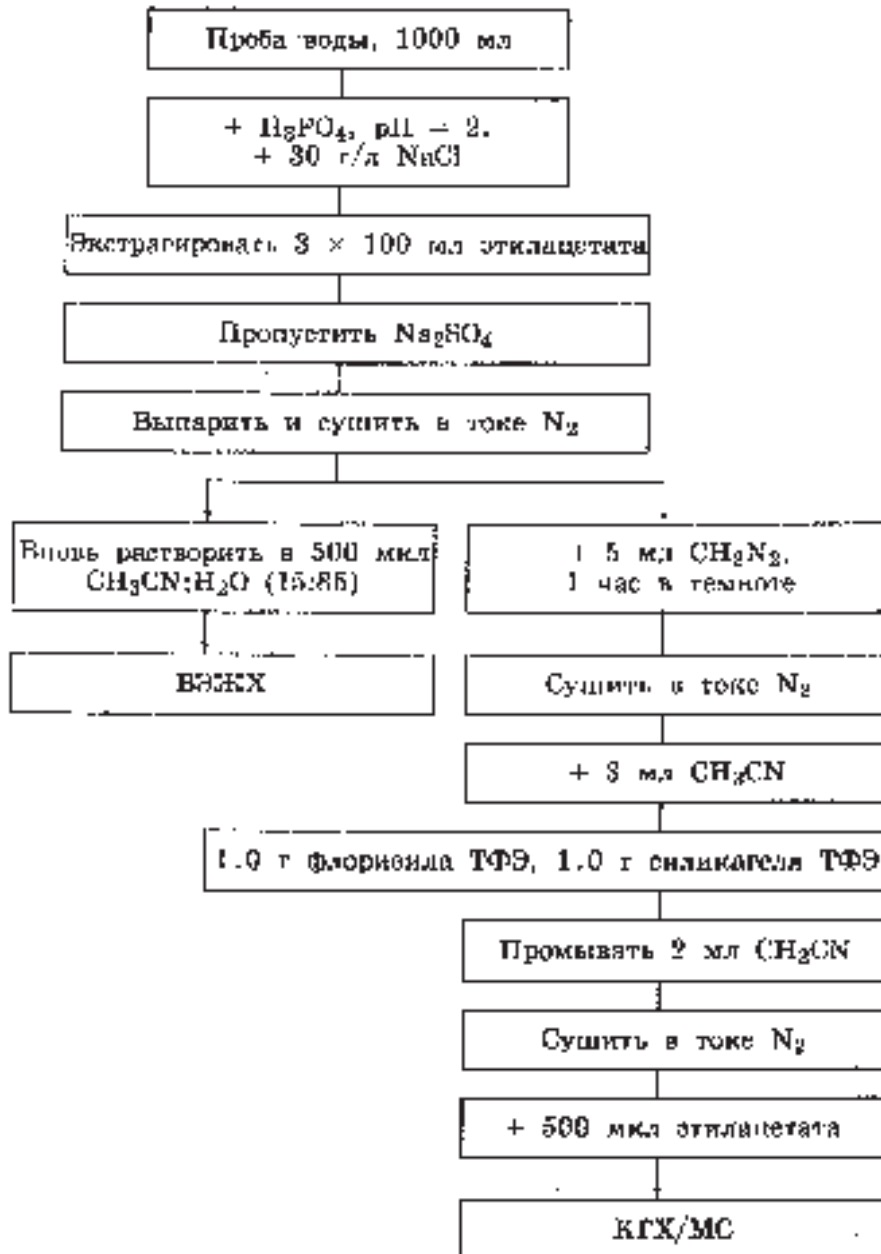 Проба воды, 1000 мл
+ H₃PO₄, pH = 2.
+ 30 г/л NaCl
Экстрагировать 3 × 100 мл этилацетата
Пропустить Na₂SO₄
Выпарить и сушить в токе N₂
Вновь растворить в 500 мкл
CH₃CN:H₂O (15:85)
ВЭЖХ
+ 5 мл CH₂N₂,
1 час в темноте
Сушить в токе N₂
+ 3 мл CH₃CN
1.0 г флорисила ТФЭ, 1.0 г силикагеля ТФЭ
Промывать 2 мл CH₃CN
Сушить в токе N₂
+ 500 мкл этилацетата
КГХ/МС